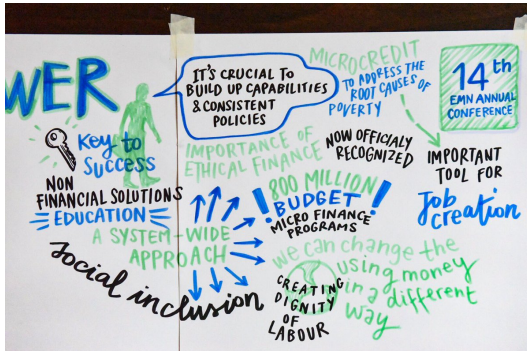 WER
IT'S CRUCIAL TO
BUILD UP CAPABILITIES
& CONSISTENT
POLICIES
MICROCREDIT
TO ADDRESS THE
ROOT CAUSES OF
POVERTY
14th
EMN ANNUAL
CONFERENCE
Key to
Success
IMPORTANCE OF
ETHICAL FINANCE
NOW OFFICIALY
RECOGNIZED
IMPORTANT
TOOL FOR
Job
Creation
NON
FINANCIAL SOLUTIONS
EDUCATION
800 MILLION
! BUDGET !
MICRO FINANCE
PROGRAMS
A SYSTEM-WIDE
APPROACH
social inclusion
we can change the
using money
in a different
way
CREATING
DIGNITY
OF
LABOUR